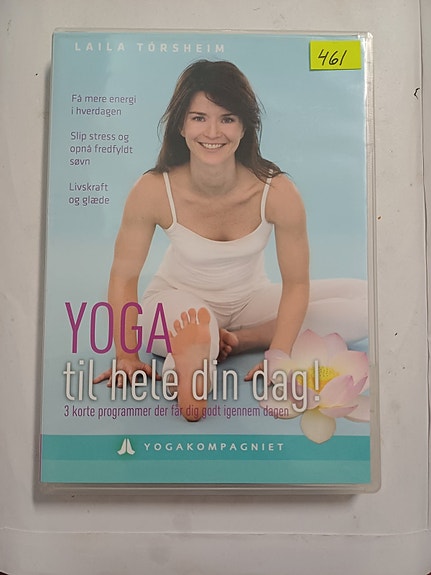 LAILA TÓRSHEIM
461
Få mere energi
i hverdagen
Slip stress og
opnå fredfyldt
søvn
Livskraft
og glæde
YOGA
til hele din dag!
3 korte programmer der får dig godt igennem dagen
YOGAKOMPAGNIET